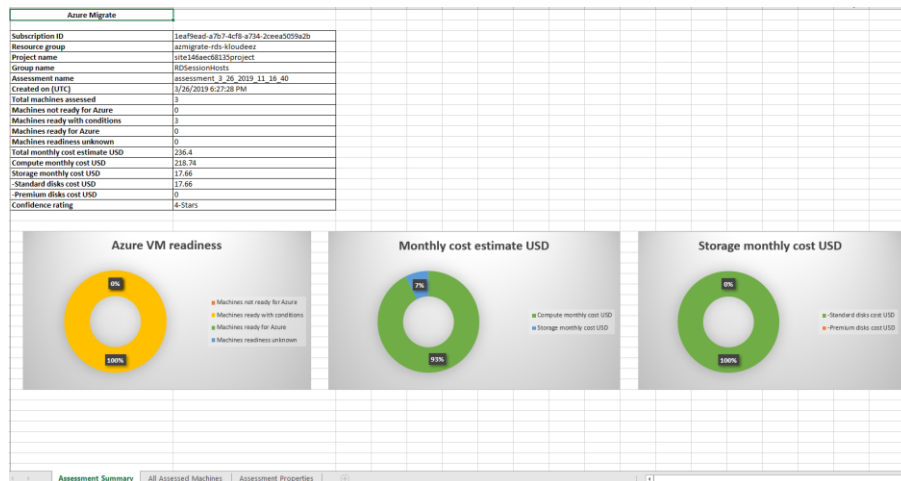 Azure Migrate
Subscription ID 1eaf9ead-a7b7-4cf8-a734-2ceea5059a2b
Resource group azmigrate-rds-kloudeez
Project name site146aec68135project
Group name RDSessionHosts
Assessment name assessment_3_26_2019_11_16_40
Created on (UTC) 3/26/2019 6:27:28 PM
Total machines assessed 3
Machines not ready for Azure 0
Machines ready with conditions 3
Machines ready for Azure 0
Machines readiness unknown 0
Total monthly cost estimate USD 236.4
Compute monthly cost USD 218.74
Storage monthly cost USD 17.66
-Standard disks cost USD 17.66
-Premium disks cost USD 0
Confidence rating 4-Stars
Azure VM readiness
0%
100%
Machines not ready for Azure
Machines ready with conditions
Machines ready for Azure
Machines readiness unknown
Monthly cost estimate USD
7%
93%
Compute monthly cost USD
Storage monthly cost USD
Storage monthly cost USD
0%
100%
-Standard disks cost USD
-Premium disks cost USD
Assessment Summary All Assessed Machines Assessment Properties